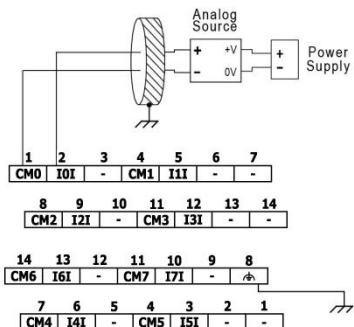 Analog
Source
+ +V + Power
- 0V - Supply
1 2 3 4 5 6 7
CM0 I0I - CM1 I1I - -
8 9 10 11 12 13 14
CM2 I2I - CM3 I3I - -
14 13 12 11 10 9 8
CM6 I6I - CM7 I7I -
7 6 5 4 3 2 1
CM4 I4I - CM5 I5I - -